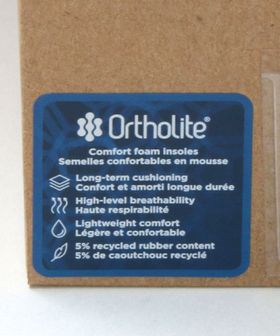 Ortholite®
Comfort foam insoles
Semelles confortables en mousse
Long-term cushioning
Confort et amorti longue durée
High-level breathability
Haute respirabilité
Lightweight comfort
Légère et confortable
5% recycled rubber content
5% de caoutchouc recyclé